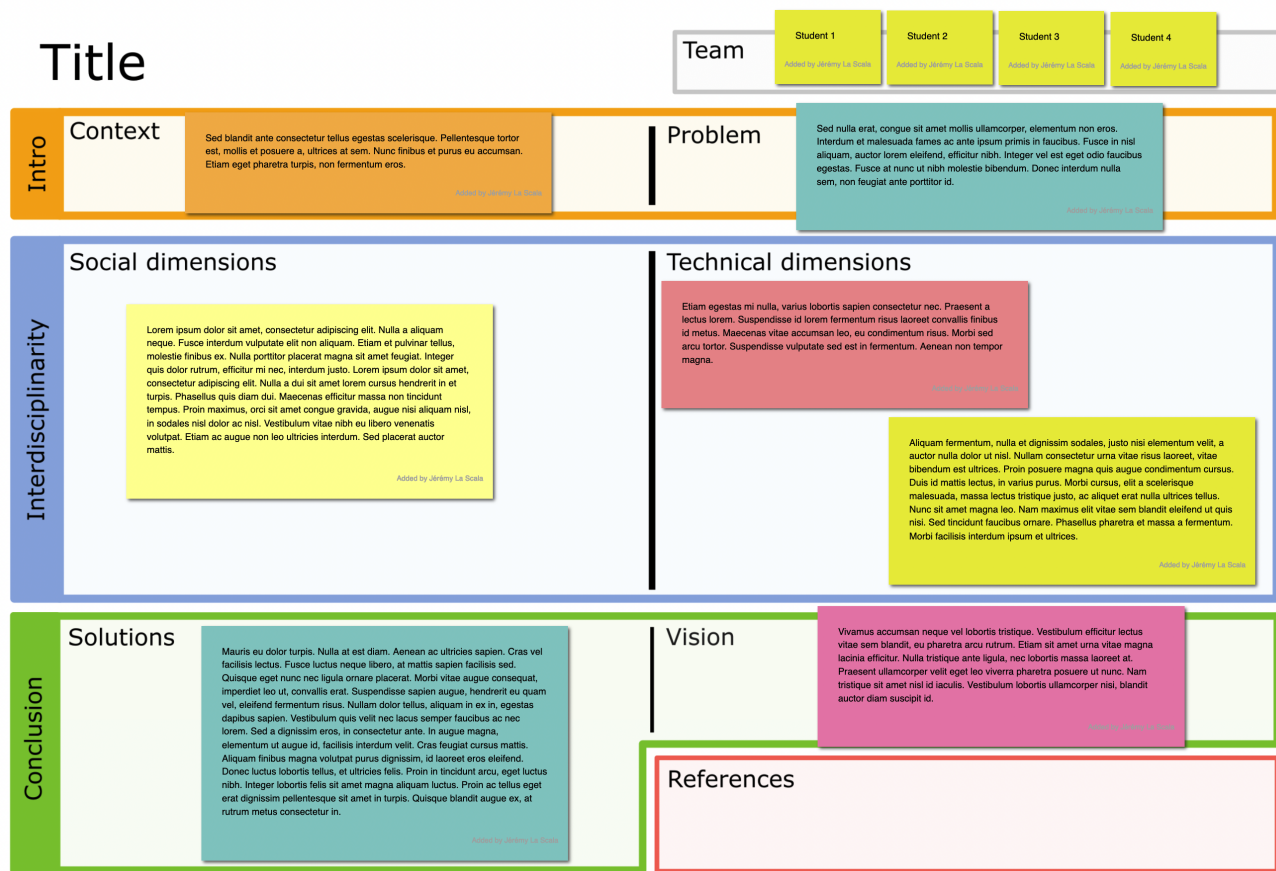 Title
Team
Student 1
Added by Jérémy La Scala
Student 2
Added by Jérémy La Scala
Student 3
Added by Jérémy La Scala
Student 4
Added by Jérémy La Scala
Intro
Context
Sed blandit ante consectetur tellus egestas scelerisque. Pellentesque tortor
est, mollis et posuere a, ultrices at sem. Nunc finibus et purus eu accumsan.
Etiam eget pharetra turpis, non fermentum eros.
Added by Jérémy La Scala
Problem
Sed nulla erat, congue sit amet mollis ullamcorper, elementum non eros.
Interdum et malesuada fames ac ante ipsum primis in faucibus. Fusce in nisl
aliquam, auctor lorem eleifend, efficitur nibh. Integer vel est eget odio faucibus
egestas. Fusce at nunc ut nibh molestie bibendum. Donec interdum nulla
sem, non feugiat ante porttitor id.
Added by Jérémy La Scala
Interdisciplinarity
Social dimensions
Lorem ipsum dolor sit amet, consectetur adipiscing elit. Nulla a aliquam
neque. Fusce interdum vulputate elit non aliquam. Etiam et pulvinar tellus,
molestie finibus ex. Nulla porttitor placerat magna sit amet feugiat. Integer
quis dolor rutrum, efficitur mi nec, interdum justo. Lorem ipsum dolor sit amet,
consectetur adipiscing elit. Nulla a dui sit amet lorem cursus hendrerit in et
turpis. Phasellus quis diam dui. Maecenas efficitur massa non tincidunt
tempus. Proin maximus, orci sit amet congue gravida, augue nisi aliquam nisl,
in sodales nisl dolor ac nisl. Vestibulum vitae nibh eu libero venenatis
volutpat. Etiam ac augue non leo ultricies interdum. Sed placerat auctor
mattis.
Added by Jérémy La Scala
Technical dimensions
Etiam egestas mi nulla, varius lobortis sapien consectetur nec. Praesent a
lectus lorem. Suspendisse id lorem fermentum risus laoreet convallis finibus
id metus. Maecenas vitae accumsan leo, eu condimentum risus. Morbi sed
arcu tortor. Suspendisse vulputate sed est in fermentum. Aenean non tempor
magna.
Added by Jérémy La Scala
Aliquam fermentum, nulla et dignissim sodales, justo nisi elementum velit, a
auctor nulla dolor ut nisl. Nullam consectetur urna vitae risus laoreet, vitae
bibendum est ultrices. Proin posuere magna quis augue condimentum cursus.
Duis id mattis lectus, in varius purus. Morbi cursus, elit a scelerisque
malesuada, massa lectus tristique justo, ac aliquet erat nulla ultrices tellus.
Nunc sit amet magna leo. Nam maximus elit vitae sem blandit eleifend ut quis
nisi. Sed tincidunt faucibus ornare. Phasellus pharetra et massa a fermentum.
Morbi facilisis interdum ipsum et ultrices.
Added by Jérémy La Scala
Conclusion
Solutions
Mauris eu dolor turpis. Nulla at est diam. Aenean ac ultricies sapien. Cras vel
facilisis lectus. Fusce luctus neque libero, at mattis sapien facilisis sed.
Quisque eget nunc nec ligula ornare placerat. Morbi vitae augue consequat,
imperdiet leo ut, convallis erat. Suspendisse sapien augue, hendrerit eu quam
vel, eleifend fermentum risus. Nullam dolor tellus, aliquam in ex in, egestas
dapibus sapien. Vestibulum quis velit nec lacus semper faucibus ac nec
lorem. Sed a dignissim eros, in consectetur ante. In augue magna,
elementum ut augue id, facilisis interdum velit. Cras feugiat cursus mattis.
Aliquam finibus magna volutpat purus dignissim, id laoreet eros eleifend.
Donec luctus lobortis tellus, et ultricies felis. Proin in tincidunt arcu, eget luctus
nibh. Integer lobortis felis sit amet magna aliquam luctus. Proin ac tellus eget
erat dignissim pellentesque sit amet in turpis. Quisque blandit augue ex, at
rutrum metus consectetur in.
Added by Jérémy La Scala
Vision
Vivamus accumsan neque vel lobortis tristique. Vestibulum efficitur lectus
vitae sem blandit, eu pharetra arcu rutrum. Etiam sit amet urna vitae magna
lacinia efficitur. Nulla tristique ante ligula, nec lobortis massa laoreet at.
Praesent ullamcorper velit eget leo viverra pharetra posuere ut nunc. Nam
tristique sit amet nisl id iaculis. Vestibulum lobortis ullamcorper nisi, blandit
auctor diam suscipit id.
Added by Jérémy La Scala
References